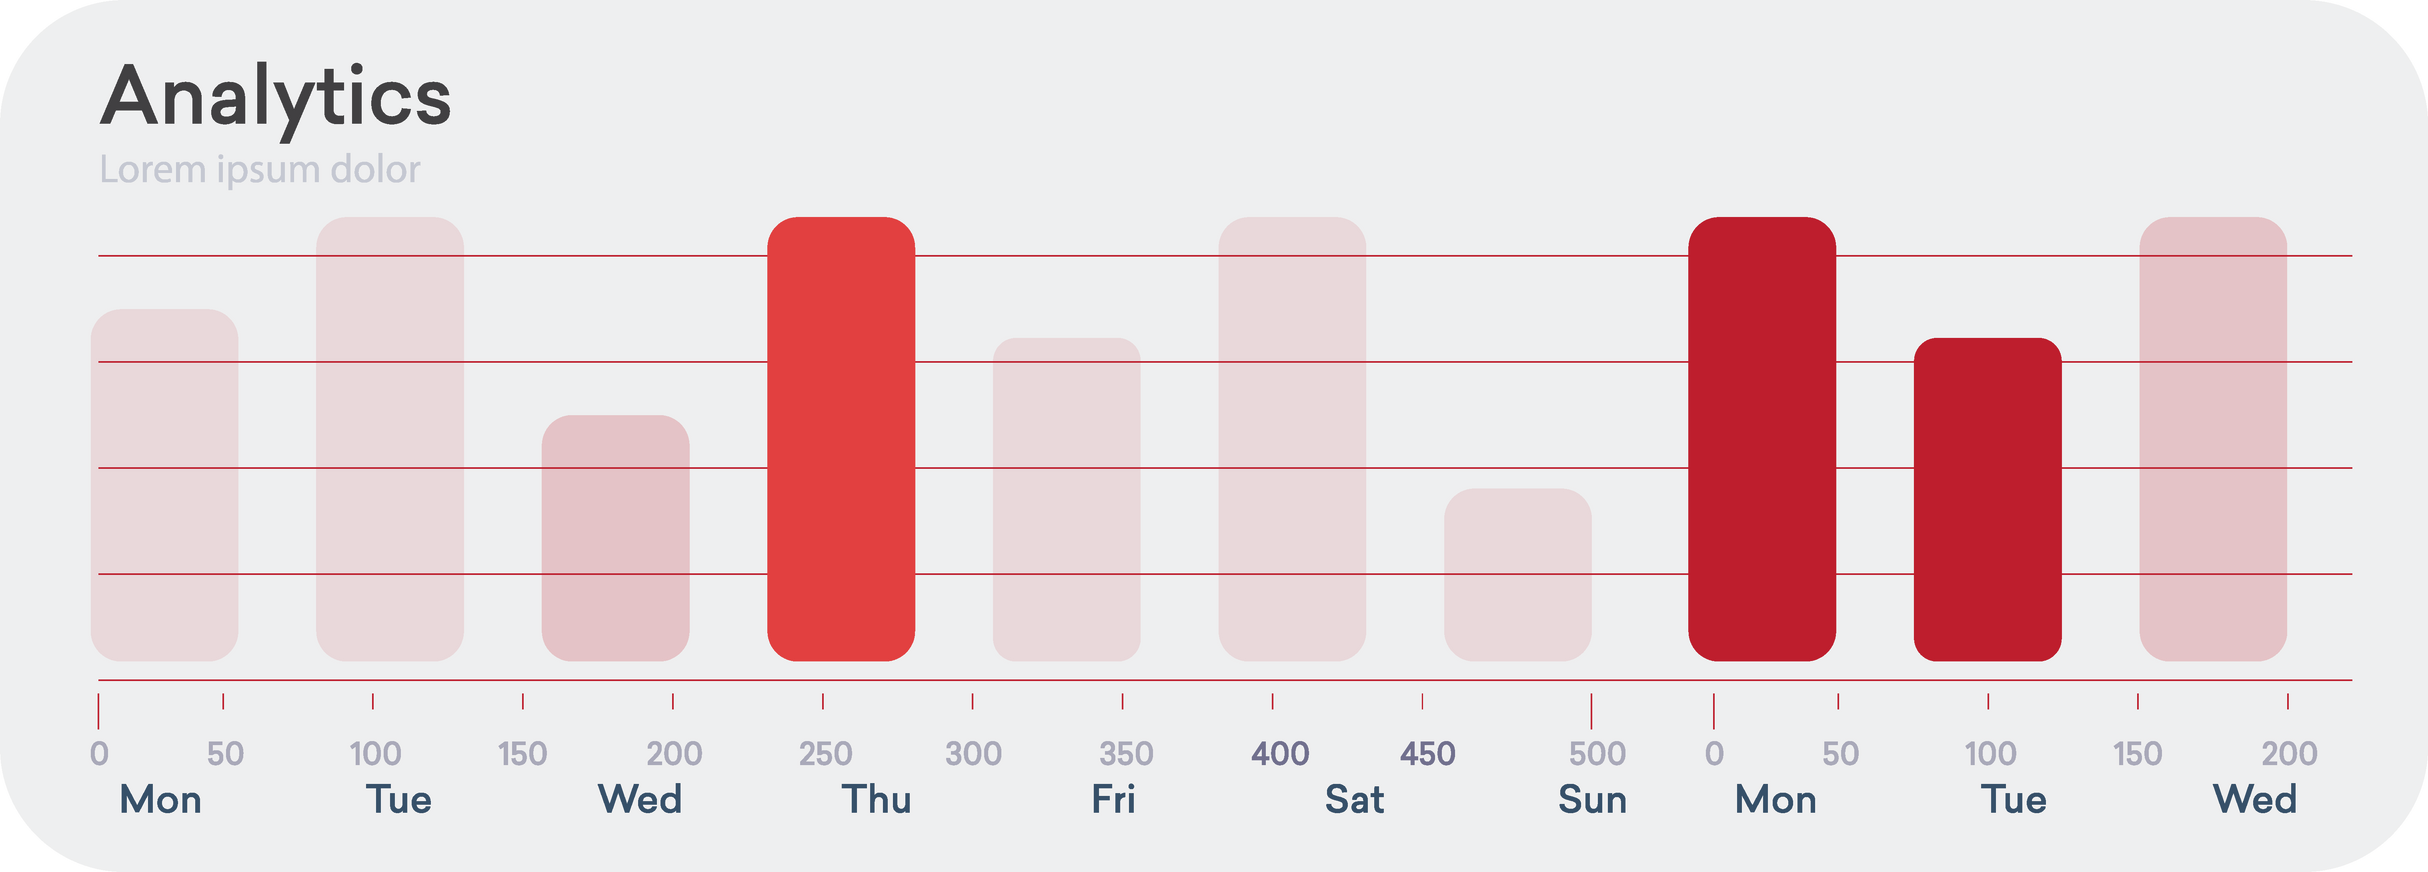 Analytics
Lorem ipsum dolor
0 50 100 150 200 250 300 350 400 450 500 0 50 100 150 200
Mon Tue Wed Thu Fri Sat Sun Mon Tue Wed